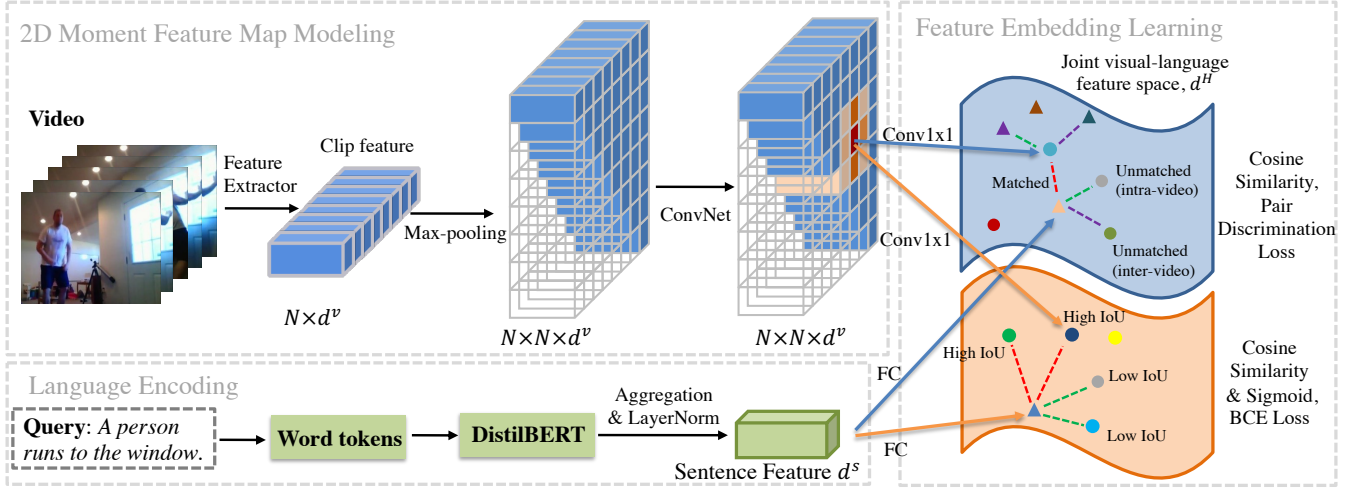 2D Moment Feature Map Modeling
Video
Feature
Extractor
Clip feature
Max-pooling
ConvNet
N×d^v
N×N×d^v
N×N×d^v
Conv1x1
Conv1x1
Language Encoding
Query: A person
runs to the window.
Word tokens
DistilBERT
Aggregation
& LayerNorm
Sentence Feature d^s
FC
FC
Feature Embedding Learning
Joint visual-language
feature space, d^H
Matched
Unmatched
(intra-video)
Unmatched
(inter-video)
Cosine
Similarity,
Pair
Discrimination
Loss
High IoU
High IoU
Low IoU
Low IoU
Cosine
Similarity
& Sigmoid,
BCE Loss